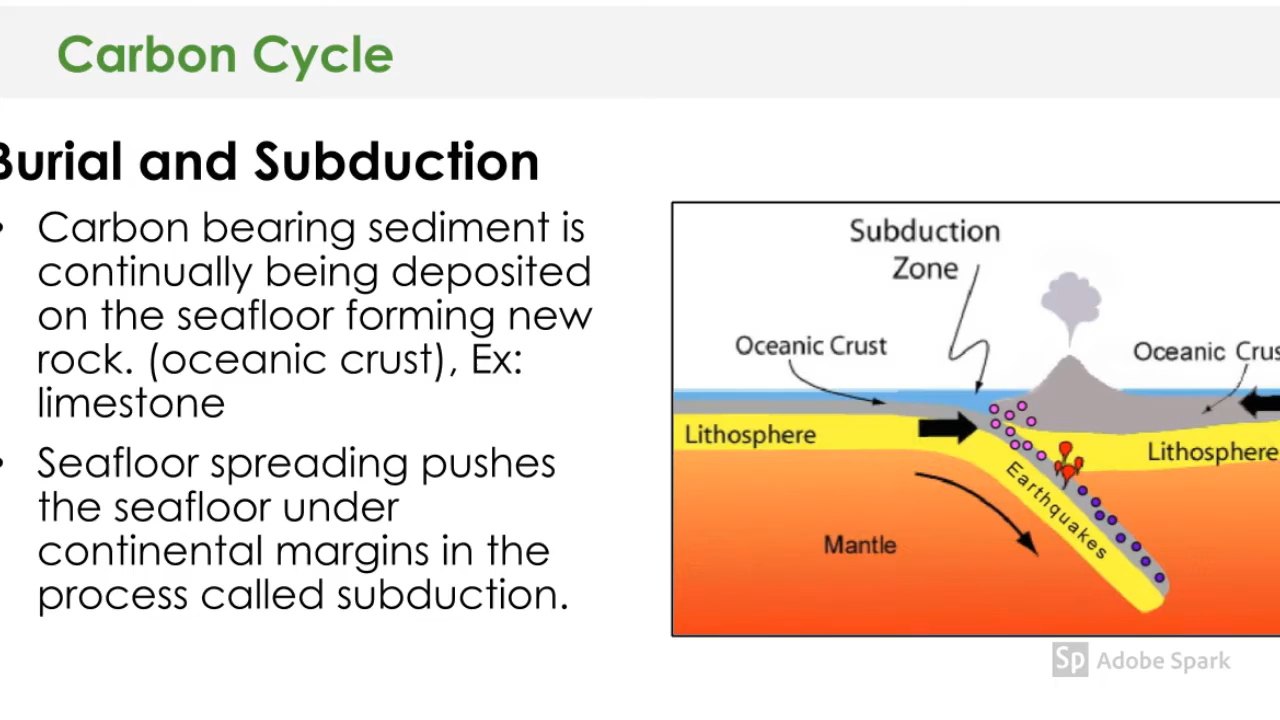 Carbon Cycle
Burial and Subduction
• Carbon bearing sediment is
continually being deposited
on the seafloor forming new
rock. (oceanic crust), Ex:
limestone
• Seafloor spreading pushes
the seafloor under
continental margins in the
process called subduction.
Subduction
Zone
Oceanic Crust
Oceanic Crus
Lithosphere
Lithosphere
Earthquakes
Mantle
Sp Adobe Spark